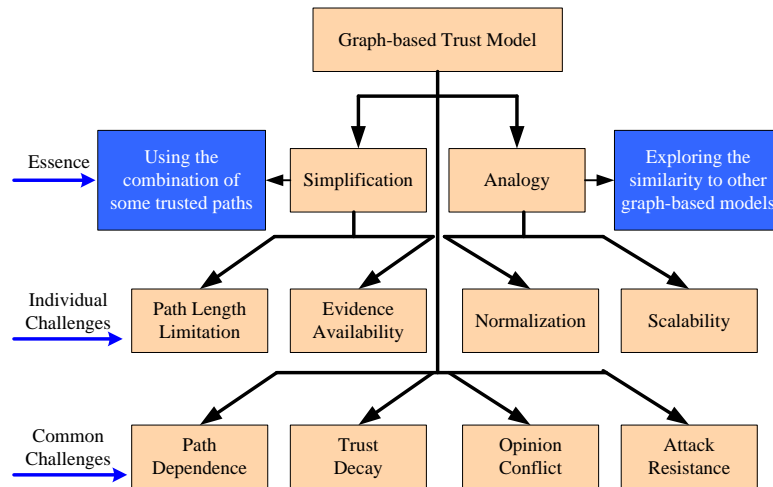 Graph-based Trust Model
Essence
Using the
combination of
some trusted paths
Simplification
Analogy
Exploring the
similarity to other
graph-based models
Individual
Challenges
Path Length
Limitation
Evidence
Availability
Normalization
Scalability
Common
Challenges
Path
Dependence
Trust
Decay
Opinion
Conflict
Attack
Resistance